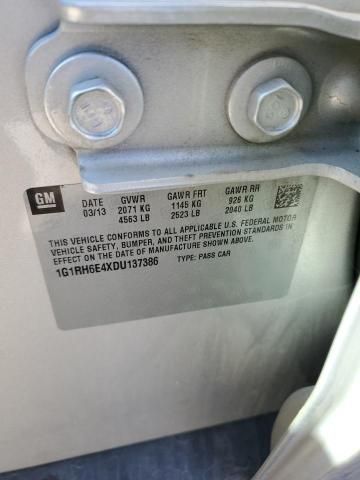 GM DATE GVWR GAWR FRT GAWR RR
03/13 2071 KG 1145 KG 926 KG
4563 LB 2523 LB 2040 LB
THIS VEHICLE CONFORMS TO ALL APPLICABLE U.S. FEDERAL MOTOR
VEHICLE SAFETY, BUMPER, AND THEFT PREVENTION STANDARDS IN
EFFECT ON THE DATE OF MANUFACTURE SHOWN ABOVE.
1G1RH6E4XDU137386 TYPE: PASS CAR